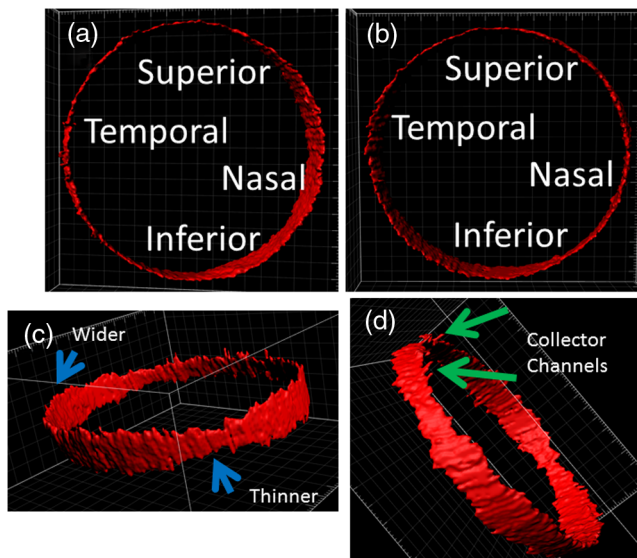 (a)
Superior
Temporal
Nasal
Inferior
(b)
Superior
Temporal
Nasal
Inferior
(c)
Wider
Thinner
(d)
Collector
Channels